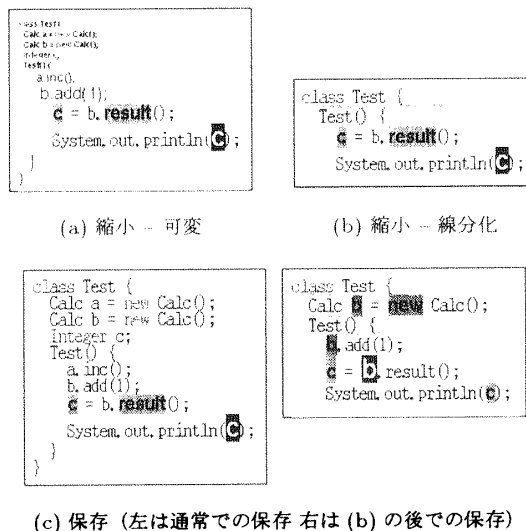 class Test {
Calc a = new Calc();
Calc b = new Calc();
Integer c;
Test() {
a.inc();
b.add(1);
c = b.result();
System.out.println(c);
}
}
(a) 縮小 – 可変
class Test {
Test() {
c = b.result();
System.out.println(c);
(b) 縮小 – 線分化
class Test {
Calc a = new Calc();
Calc b = new Calc();
Integer c;
Test() {
a.inc();
b.add(1);
c = b.result();
System.out.println(c);
}
}
class Test {
Calc b = new Calc();
Test() {
b.add(1);
c = b.result();
System.out.println(c);
(c) 保存（左は通常での保存 右は (b) の後での保存）